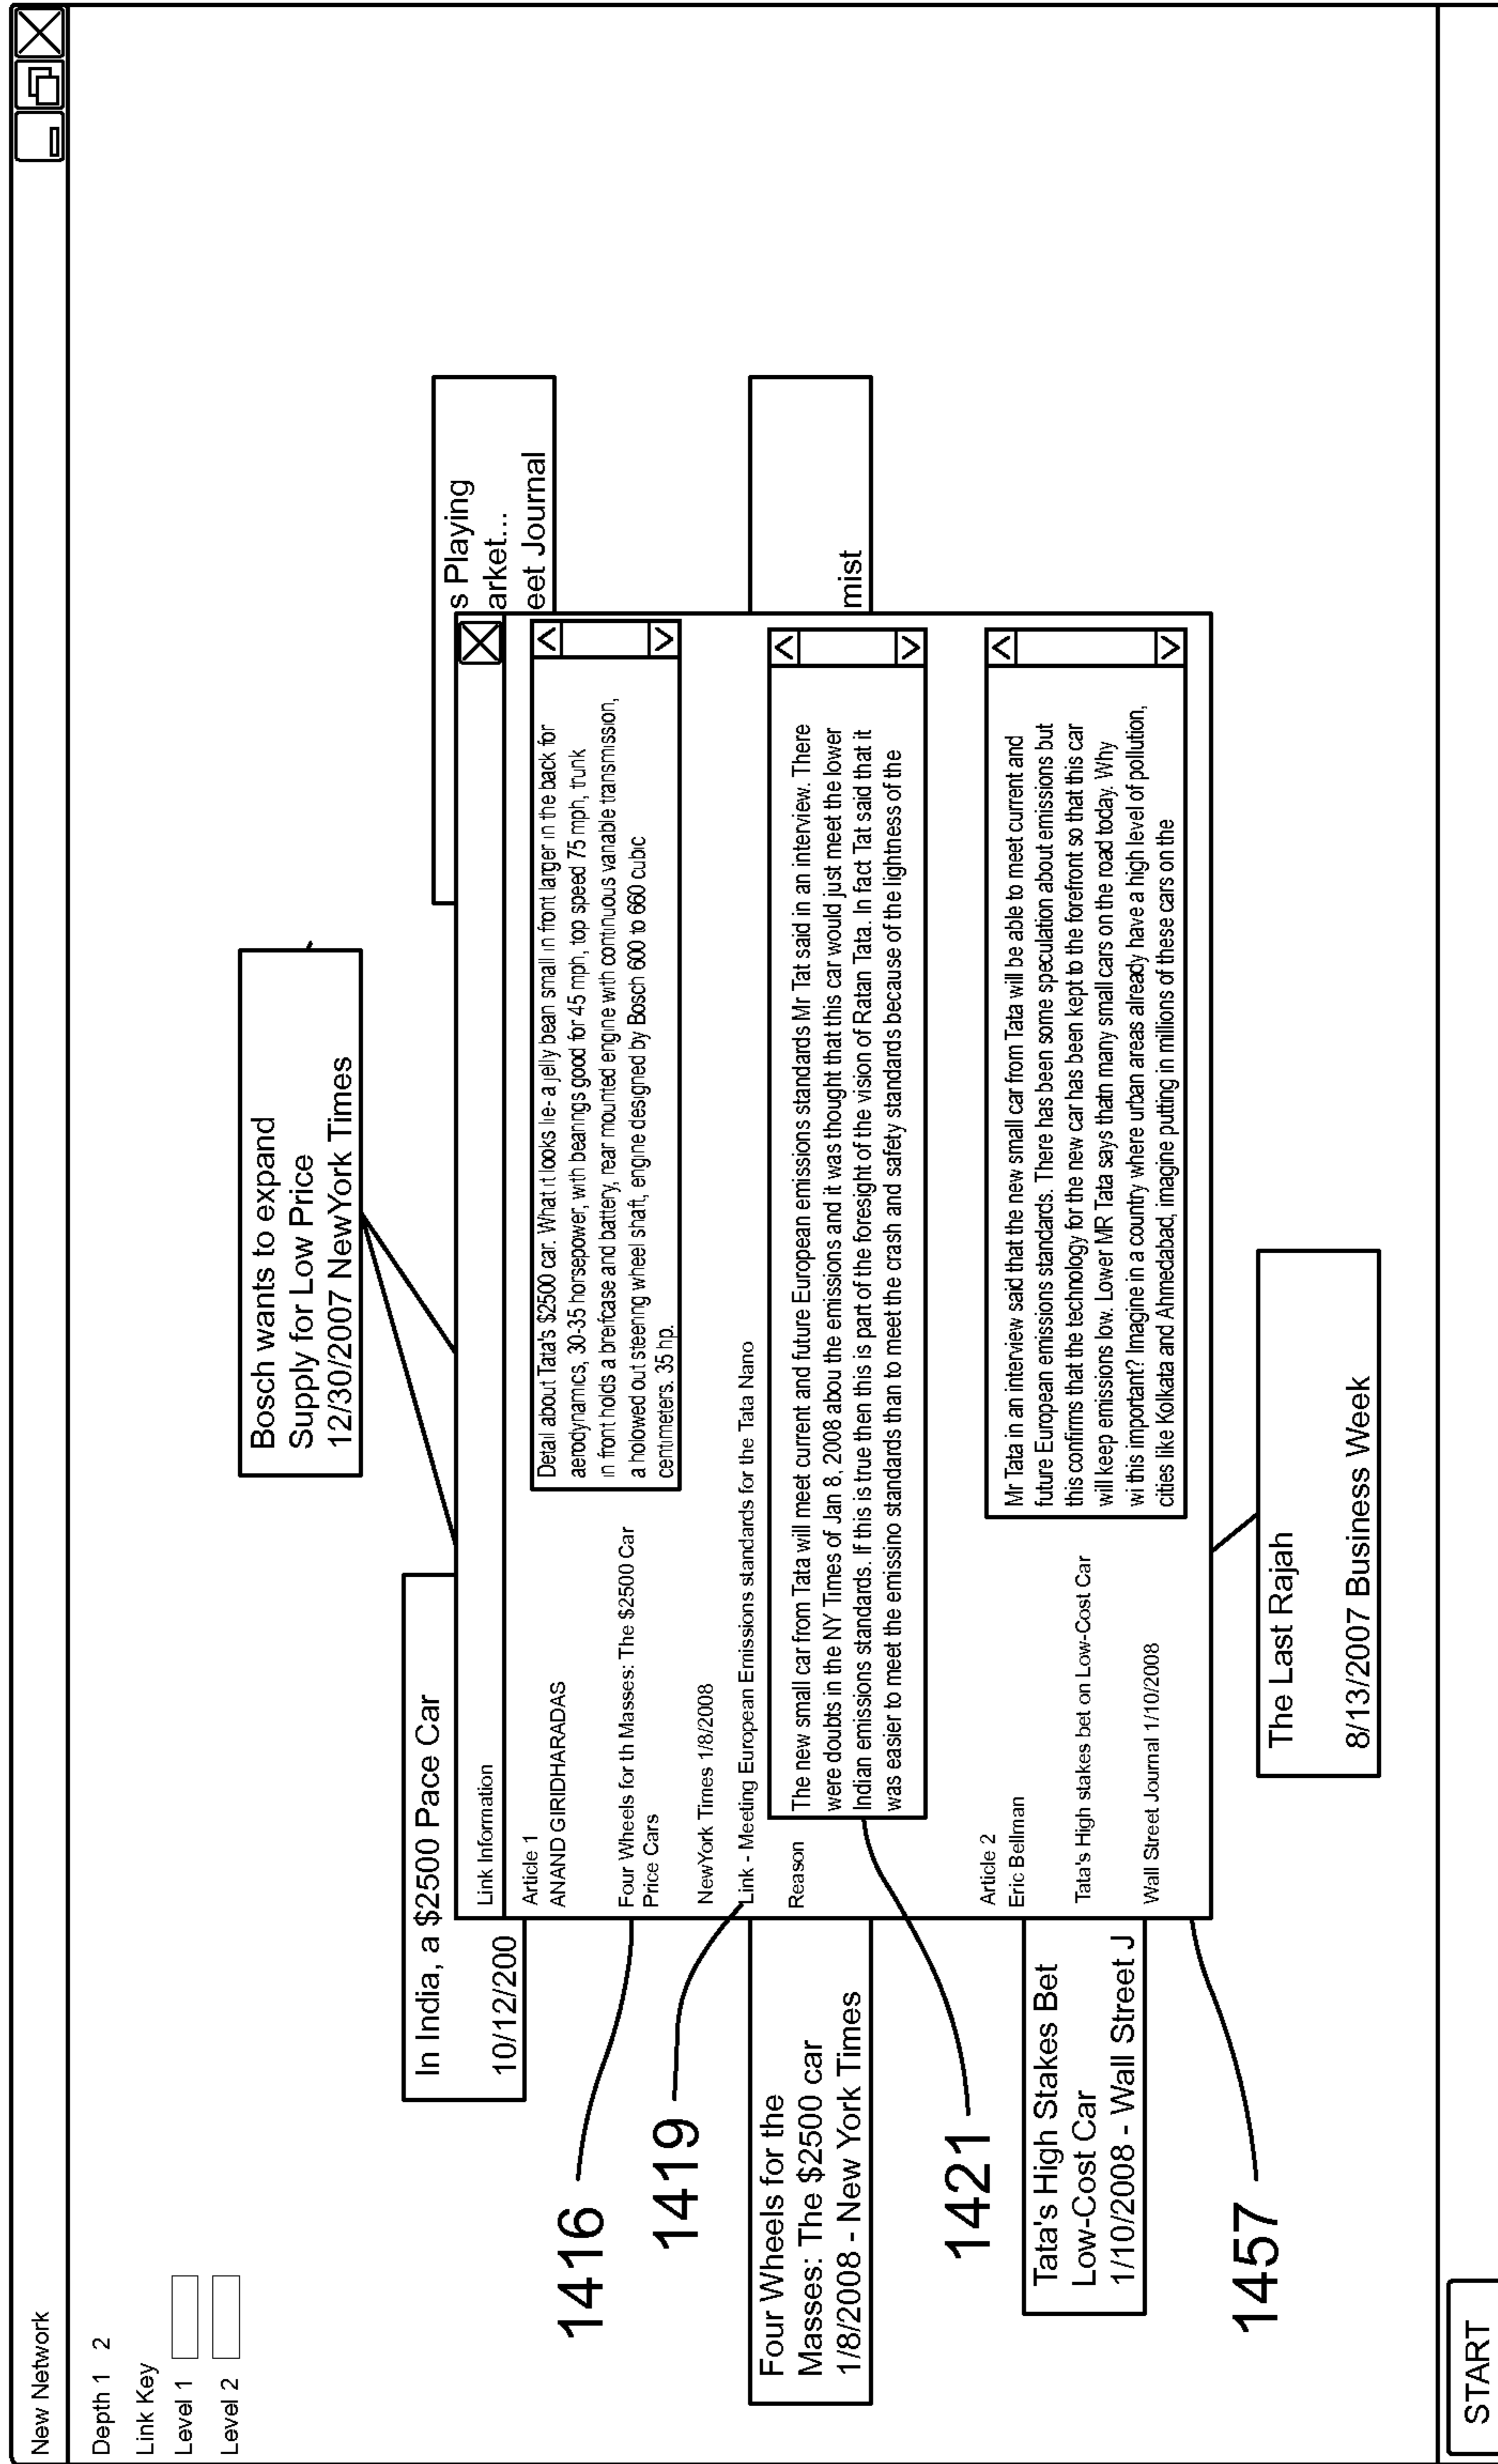 New Network
Depth 1 2
Link Key
Level 1
Level 2
Bosch wants to expand
Supply for Low Price
12/30/2007 NewYork Times
In India, a $2500 Pace Car
10/12/200
s Playing
arket...
eet Journal
1416
1419
Four Wheels for the
Masses: The $2500 car
1/8/2008 - New York Times
mist
1421
Tata's High Stakes Bet
Low-Cost Car
1/10/2008 - Wall Street J
1457
Link Information
Article 1
ANAND GIRIDHARADAS
Four Wheels for th Masses: The $2500 Car
Price Cars
NewYork Times 1/8/2008
Detail about Tata's $2500 car. What it looks lie- a jelly bean small in front larger in the back for
aerodynamics, 30-35 horsepower, with bearings good for 45 mph, top speed 75 mph, trunk
in front holds a breifcase and battery, rear mounted engine with continuous variable transmission,
a holowed out steering wheel shaft, engine designed by Bosch 600 to 660 cubic
centimeters. 35 hp.
Link - Meeting European Emissions standards for the Tata Nano
Reason
The new small car from Tata will meet current and future European emissions standards Mr Tat said in an interview. There
were doubts in the NY Times of Jan 8, 2008 abou the emissions and it was thought that this car would just meet the lower
Indian emissions standards. If this is true then this is part of the foresight of the vision of Ratan Tata. In fact Tat said that it
was easier to meet the emissino standards than to meet the crash and safety standards because of the lightness of the
Article 2
Eric Bellman
Tata's High stakes bet on Low-Cost Car
Wall Street Journal 1/10/2008
Mr Tata in an interview said that the new small car from Tata will be able to meet current and
future European emissions standards. There has been some speculation about emissions but
this confirms that the technology for the new car has been kept to the forefront so that this car
will keep emissions low. Lower MR Tata says thatn many small cars on the road today. Why
wi this important? Imagine in a country where urban areas already have a high level of pollution,
cities like Kolkata and Ahmedabad, imagine putting in millions of these cars on the
The Last Rajah
8/13/2007 Business Week
START